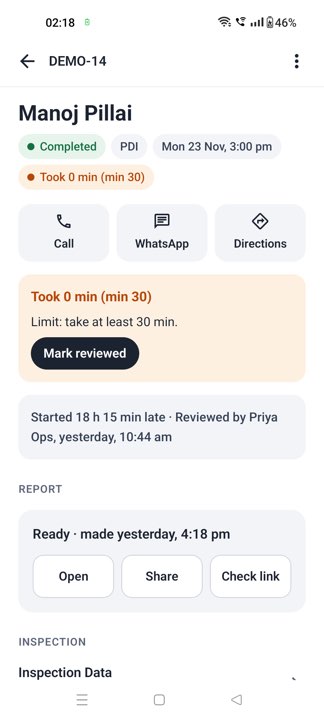 02:18
46%
DEMO-14
Manoj Pillai
Completed
PDI
Mon 23 Nov, 3:00 pm
Took 0 min (min 30)
Call
WhatsApp
Directions
Took 0 min (min 30)
Limit: take at least 30 min.
Mark reviewed
Started 18 h 15 min late · Reviewed by Priya
Ops, yesterday, 10:44 am
REPORT
Ready · made yesterday, 4:18 pm
Open
Share
Check link
INSPECTION
Inspection Data